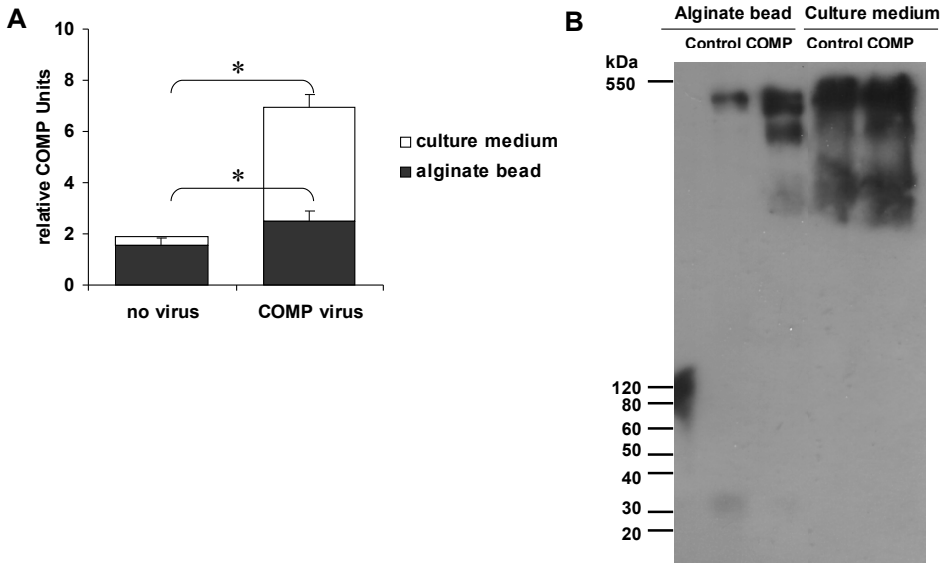 A
10
8
6
4
2
0
relative COMP Units
*
*
no virus
COMP virus
culture medium
alginate bead
B
Alginate bead Culture medium
Control COMP Control COMP
kDa
550
120
80
60
50
40
30
20